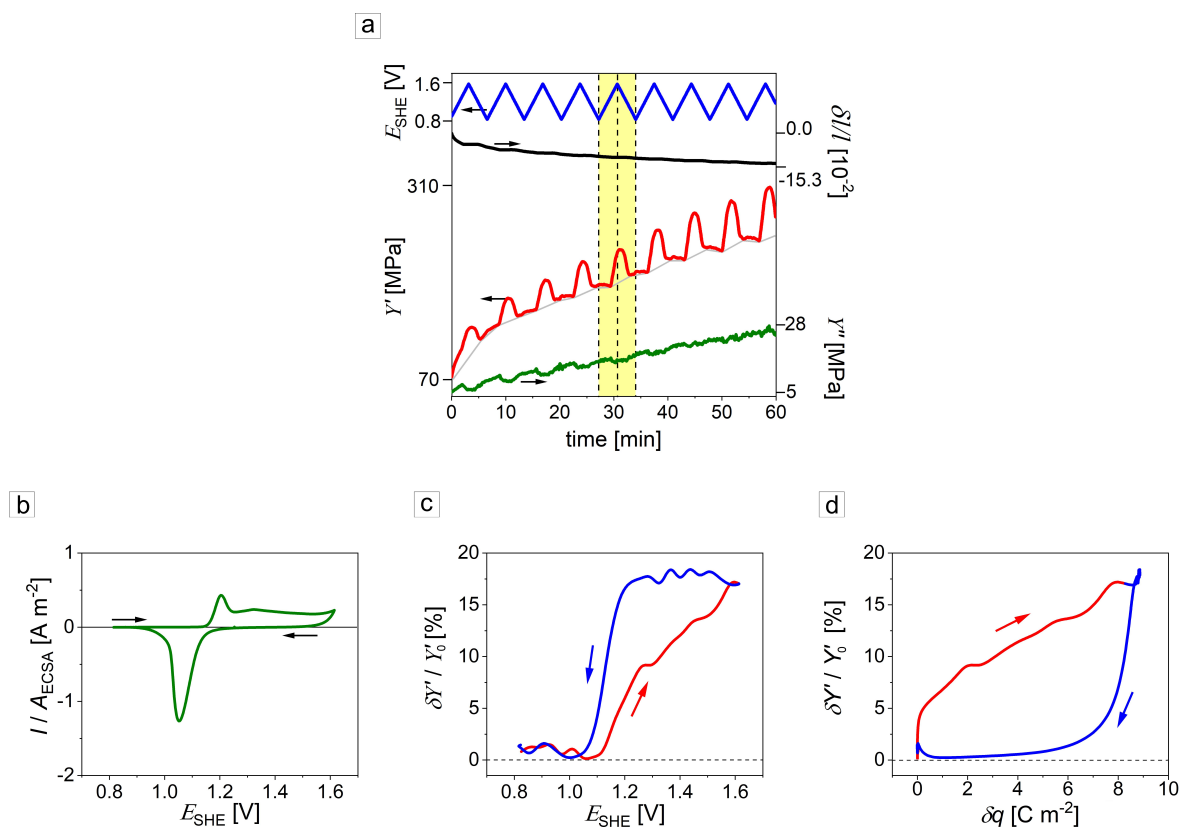 a
E_SHE [V]
1.6
0.8
δl/l [10⁻²]
0.0
-15.3
Y' [MPa]
310
70
Y'' [MPa]
28
5
0 10 20 30 40 50 60
time [min]
b
I / A_ECSA [A m⁻²]
1
0
-1
-2
0.8 1.0 1.2 1.4 1.6
E_SHE [V]
c
δY' / Y'₀ [%]
20
15
10
5
0
0.8 1.0 1.2 1.4 1.6
E_SHE [V]
d
δY' / Y'₀ [%]
20
15
10
5
0
0 2 4 6 8 10
δq [C m⁻²]